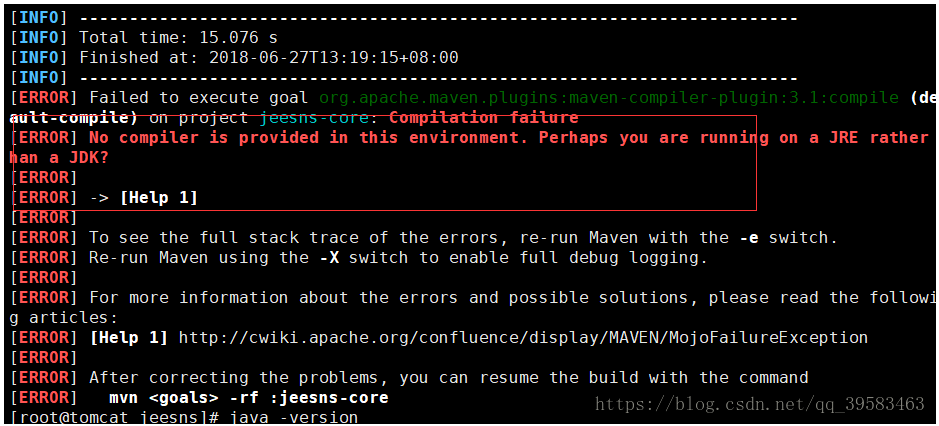 [INFO] ------------------------------------------------------------------------
[INFO] Total time: 15.076 s
[INFO] Finished at: 2018-06-27T13:19:15+08:00
[INFO] ------------------------------------------------------------------------
[ERROR] Failed to execute goal org.apache.maven.plugins:maven-compiler-plugin:3.1:compile (de
ault-compile) on project jeesns-core: Compilation failure
[ERROR] No compiler is provided in this environment. Perhaps you are running on a JRE rather
han a JDK?
[ERROR]
[ERROR] -> [Help 1]
[ERROR]
[ERROR] To see the full stack trace of the errors, re-run Maven with the -e switch.
[ERROR] Re-run Maven using the -X switch to enable full debug logging.
[ERROR]
[ERROR] For more information about the errors and possible solutions, please read the followi
g articles:
[ERROR] [Help 1] http://cwiki.apache.org/confluence/display/MAVEN/MojoFailureException
[ERROR]
[ERROR] After correcting the problems, you can resume the build with the command
[ERROR]   mvn <goals> -rf :jeesns-core
[root@tomcat jeesns]# java -version
https://blog.csdn.net/qq_39583463